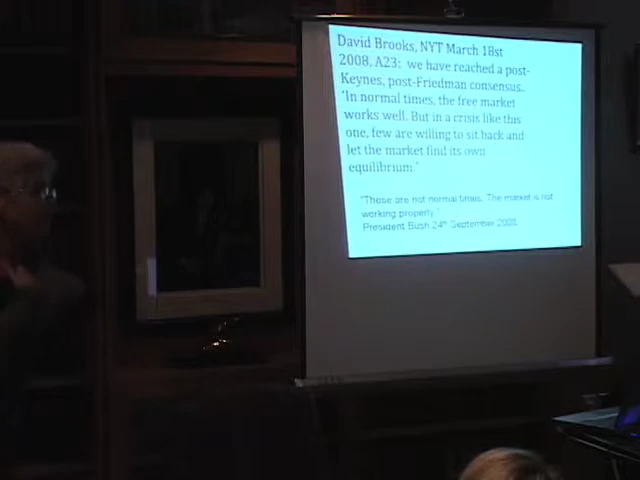 David Brooks, NYT March 18st
2008, A23: we have reached a post-
Keynes, post-Friedman consensus..
'In normal times, the free market
works well. But in a crisis like this
one, few are willing to sit back and
let the market find its own
equilibrium.'
"These are not normal times. The market is not
working properly."
President Bush 24th September 2008.